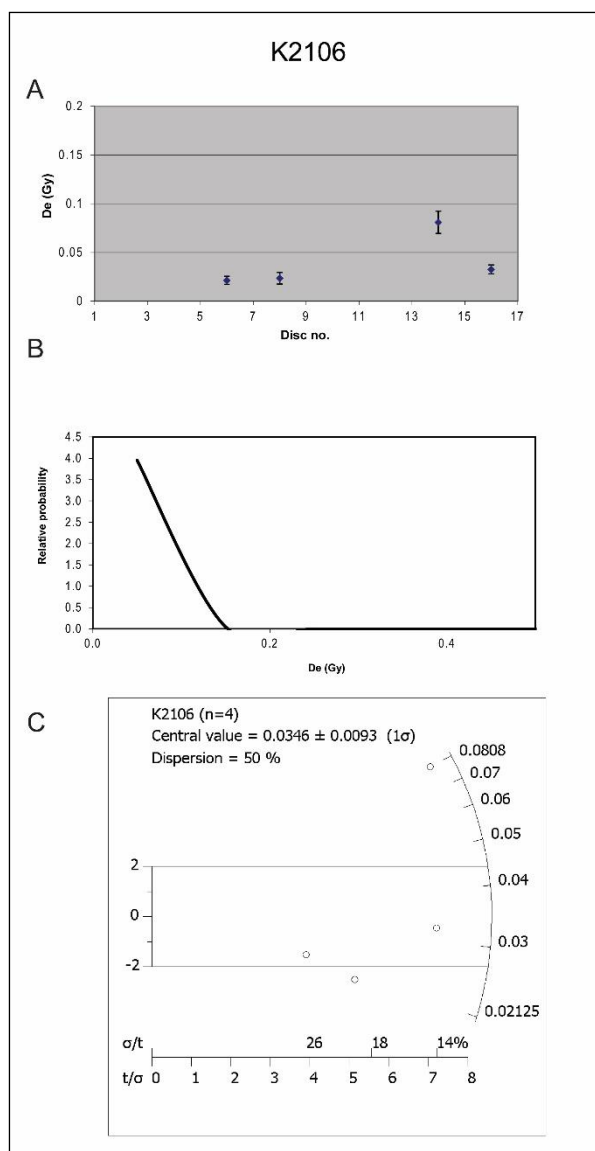 K2106
A
0.2
0.15
0.1
0.05
0
De (Gy)
1 3 5 7 9 11 13 15 17
Disc no.
B
4.5
4.0
3.5
3.0
2.5
2.0
1.5
1.0
0.5
0.0
Relative probability
0.0 0.2 0.4
De (Gy)
C
K2106 (n=4)
Central value = 0.0346 ± 0.0093 (1σ)
Dispersion = 50 %
0.0808
0.07
0.06
0.05
0.04
0.03
0.02125
2
0
-2
σ/t 26 18 14%
t/σ 0 1 2 3 4 5 6 7 8